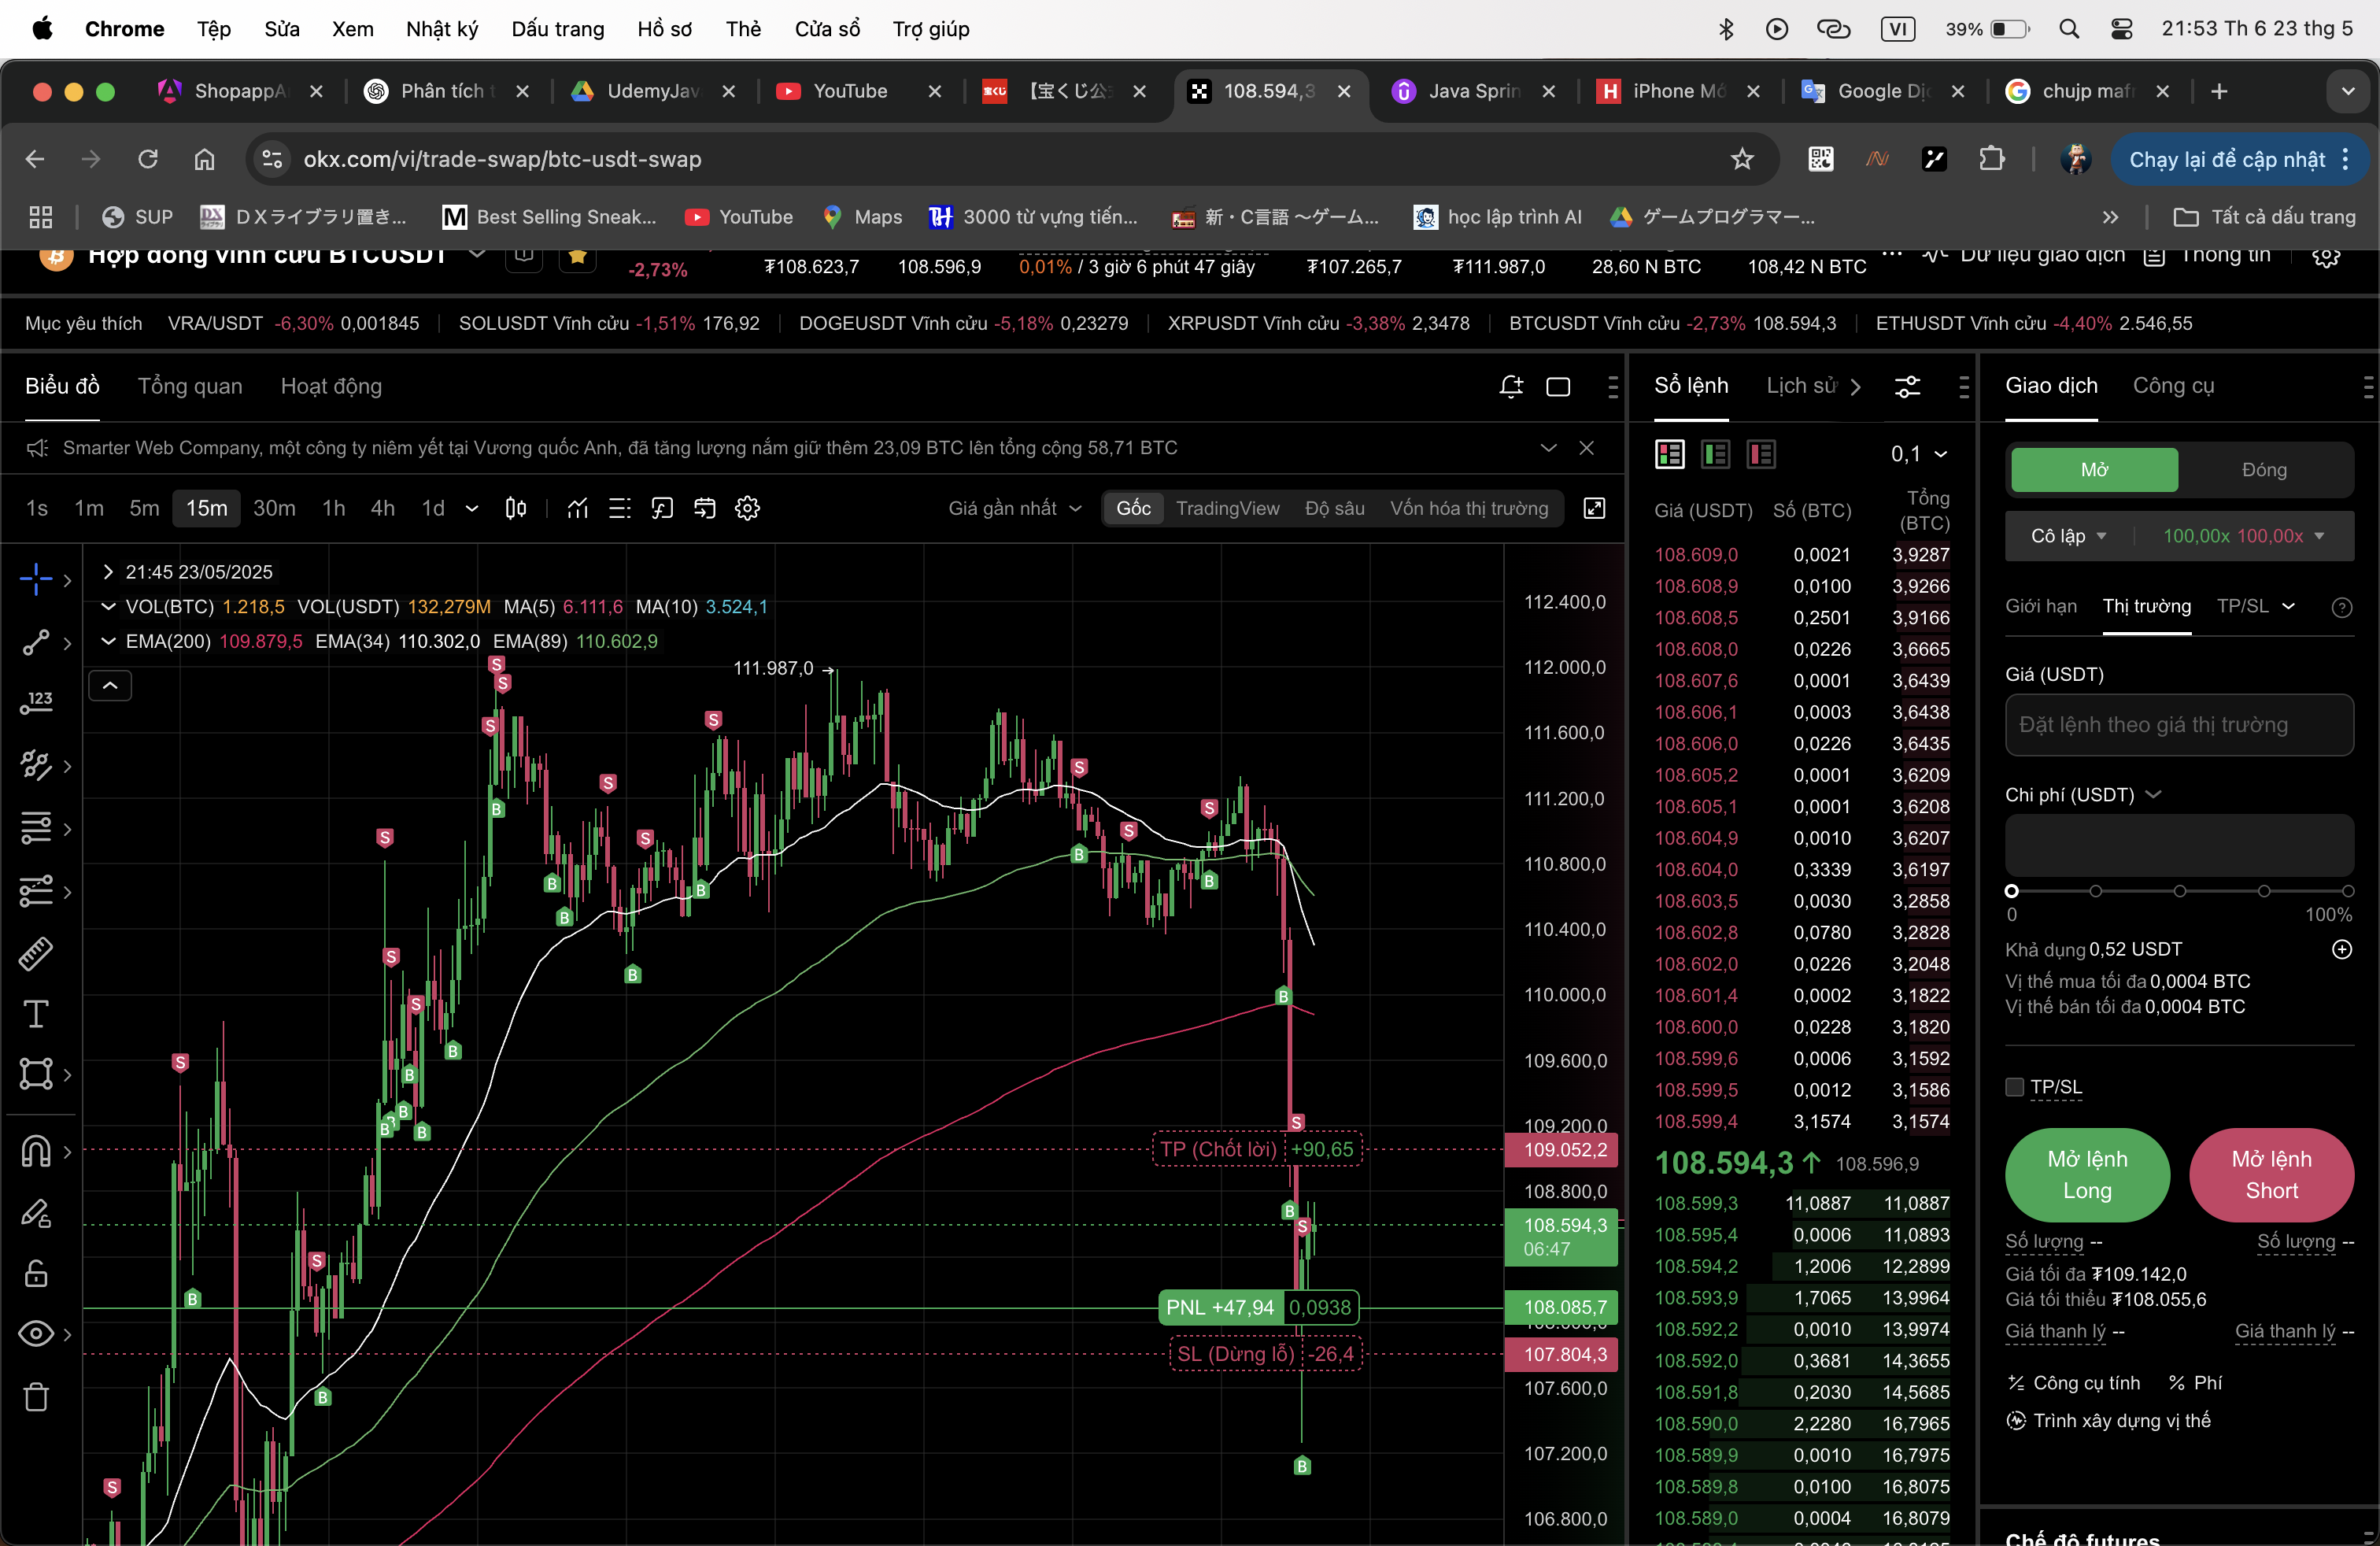 Chrome Tệp Sửa Xem Nhật ký Dấu trang Hồ sơ Thẻ Cửa sổ Trợ giúp VI 39% 21:53 Th 6 23 thg 5
ShopappA Phân tích t UdemyJav YouTube 【宝くじ公 108.594,3 Java Sprin iPhone Mớ Google Dịc chujp mafn
okx.com/vi/trade-swap/btc-usdt-swap Chạy lại để cập nhật
SUP DXライブラリ置き... Best Selling Sneak... YouTube Maps 3000 từ vựng tiến... 新・C言語 ～ゲーム... học lập trình AI ゲームプログラマー... Tất cả dấu trang
Hợp đồng vĩnh cửu BTCUSDT -2,73% ₮108.623,7 108.596,9 0,01% / 3 giờ 6 phút 47 giây ₮107.265,7 ₮111.987,0 28,60 N BTC 108,42 N BTC Dữ liệu giao dịch Thông tin
Mục yêu thích VRA/USDT -6,30% 0,001845 SOLUSDT Vĩnh cửu -1,51% 176,92 DOGEUSDT Vĩnh cửu -5,18% 0,23279 XRPUSDT Vĩnh cửu -3,38% 2,3478 BTCUSDT Vĩnh cửu -2,73% 108.594,3 ETHUSDT Vĩnh cửu -4,40% 2.546,55
Biểu đồ Tổng quan Hoạt động
Smarter Web Company, một công ty niêm yết tại Vương quốc Anh, đã tăng lượng nắm giữ thêm 23,09 BTC lên tổng cộng 58,71 BTC
1s 1m 5m 15m 30m 1h 4h 1d Giá gần nhất Gốc TradingView Độ sâu Vốn hóa thị trường
21:45 23/05/2025
VOL(BTC) 1.218,5 VOL(USDT) 132,279M MA(5) 6.111,6 MA(10) 3.524,1
EMA(200) 109.879,5 EMA(34) 110.302,0 EMA(89) 110.602,9
111.987,0
112.400,0
112.000,0
111.600,0
111.200,0
110.800,0
110.400,0
110.000,0
109.600,0
109.200,0
TP (Chốt lời) +90,65 109.052,2
108.800,0
108.594,3
06:47
PNL +47,94 0,0938 108.085,7
SL (Dừng lỗ) -26,4 107.804,3
107.600,0
107.200,0
106.800,0
Sổ lệnh Lịch sử
0,1
Giá (USDT) Số (BTC) Tổng (BTC)
108.609,0 0,0021 3,9287
108.608,9 0,0100 3,9266
108.608,5 0,2501 3,9166
108.608,0 0,0226 3,6665
108.607,6 0,0001 3,6439
108.606,1 0,0003 3,6438
108.606,0 0,0226 3,6435
108.605,2 0,0001 3,6209
108.605,1 0,0001 3,6208
108.604,9 0,0010 3,6207
108.604,0 0,3339 3,6197
108.603,5 0,0030 3,2858
108.602,8 0,0780 3,2828
108.602,0 0,0226 3,2048
108.601,4 0,0002 3,1822
108.600,0 0,0228 3,1820
108.599,6 0,0006 3,1592
108.599,5 0,0012 3,1586
108.599,4 3,1574 3,1574
108.594,3 108.596,9
108.599,3 11,0887 11,0887
108.595,4 0,0006 11,0893
108.594,2 1,2006 12,2899
108.593,9 1,7065 13,9964
108.592,2 0,0010 13,9974
108.592,0 0,3681 14,3655
108.591,8 0,2030 14,5685
108.590,0 2,2280 16,7965
108.589,9 0,0010 16,7975
108.589,8 0,0100 16,8075
108.589,0 0,0004 16,8079
Giao dịch Công cụ
Mở Đóng
Cô lập 100,00x 100,00x
Giới hạn Thị trường TP/SL
Giá (USDT)
Đặt lệnh theo giá thị trường
Chi phí (USDT)
0 100%
Khả dụng 0,52 USDT
Vị thế mua tối đa 0,0004 BTC
Vị thế bán tối đa 0,0004 BTC
TP/SL
Mở lệnh Long Mở lệnh Short
Số lượng -- Số lượng --
Giá tối đa ₮109.142,0
Giá tối thiểu ₮108.055,6
Giá thanh lý -- Giá thanh lý --
Công cụ tính Phí
Trình xây dựng vị thế
Chế độ futures